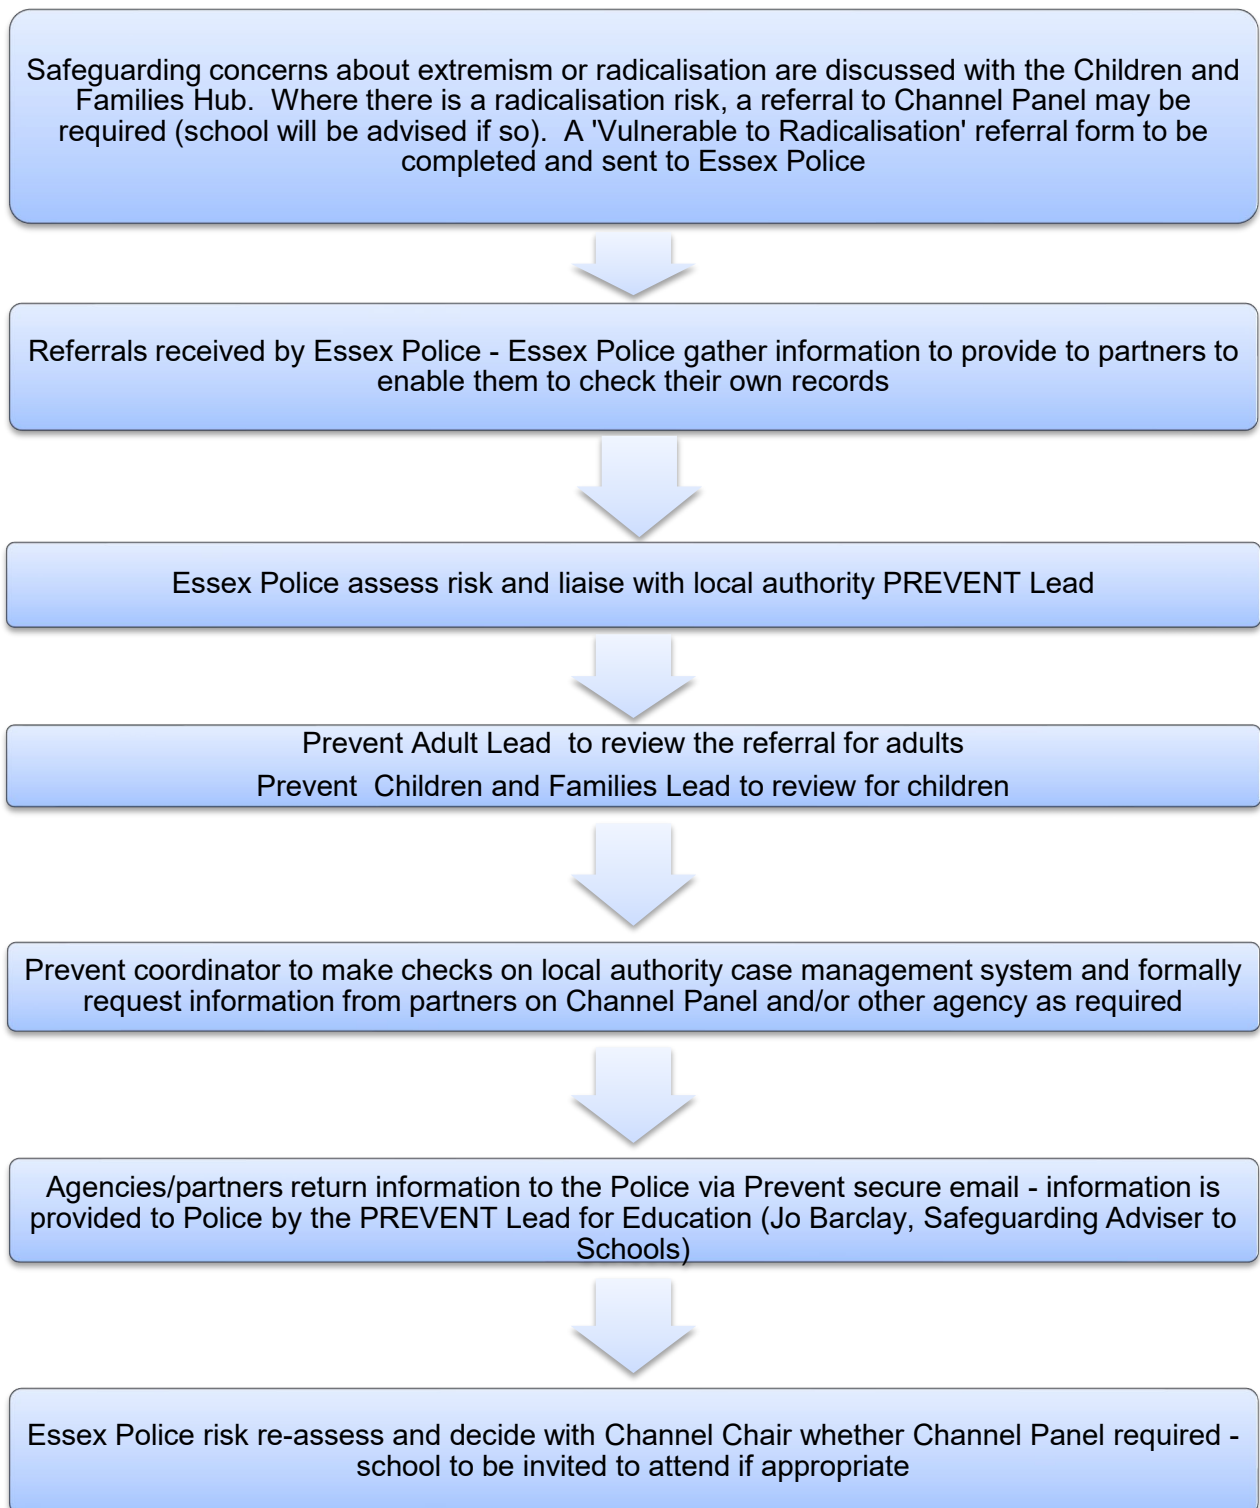 Safeguarding concerns about extremism or radicalisation are discussed with the Children and
Families Hub.  Where there is a radicalisation risk, a referral to Channel Panel may be
required (school will be advised if so).  A 'Vulnerable to Radicalisation' referral form to be
completed and sent to Essex Police
Referrals received by Essex Police - Essex Police gather information to provide to partners to
enable them to check their own records
Essex Police assess risk and liaise with local authority PREVENT Lead
Prevent Adult Lead  to review the referral for adults
Prevent  Children and Families Lead to review for children
Prevent coordinator to make checks on local authority case management system and formally
request information from partners on Channel Panel and/or other agency as required
Agencies/partners return information to the Police via Prevent secure email - information is
provided to Police by the PREVENT Lead for Education (Jo Barclay, Safeguarding Adviser to
Schools)
Essex Police risk re-assess and decide with Channel Chair whether Channel Panel required -
school to be invited to attend if appropriate